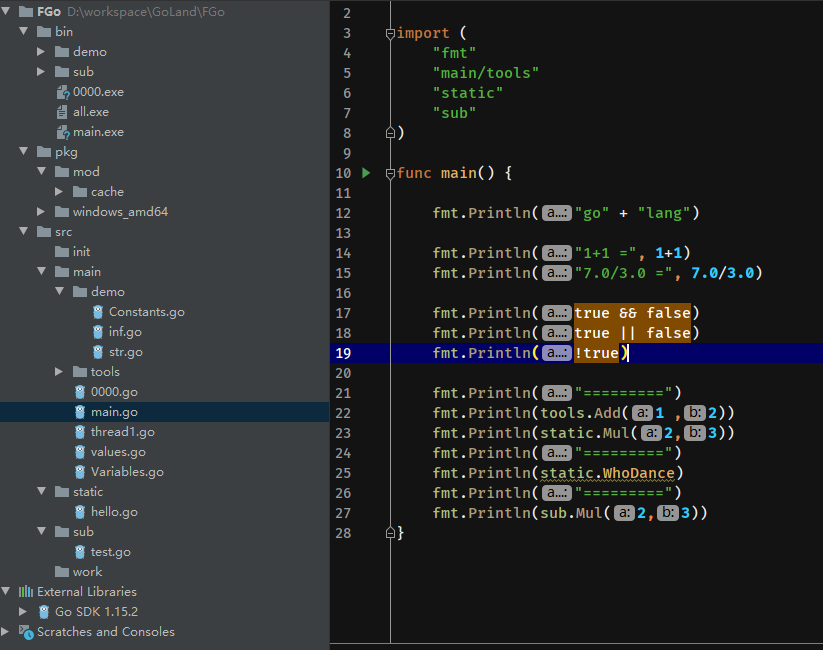 FGo D:\workspace\GoLand\FGo
bin
demo
sub
0000.exe
all.exe
main.exe
pkg
mod
cache
windows_amd64
src
init
main
demo
Constants.go
inf.go
str.go
tools
0000.go
main.go
thread1.go
values.go
Variables.go
static
hello.go
sub
test.go
work
External Libraries
Go SDK 1.15.2
Scratches and Consoles
2
3 import (
4 "fmt"
5 "main/tools"
6 "static"
7 "sub"
8 )
9
10 func main() {
11
12 fmt.Println( a...: "go" + "lang")
13
14 fmt.Println( a...: "1+1 =", 1+1)
15 fmt.Println( a...: "7.0/3.0 =", 7.0/3.0)
16
17 fmt.Println( a...: true && false)
18 fmt.Println( a...: true || false)
19 fmt.Println( a...: !true)
20
21 fmt.Println( a...: "=========")
22 fmt.Println(tools.Add( a: 1 , b: 2))
23 fmt.Println(static.Mul( a: 2, b: 3))
24 fmt.Println( a...: "=========")
25 fmt.Println(static.WhoDance)
26 fmt.Println( a...: "=========")
27 fmt.Println(sub.Mul( a: 2, b: 3))
28 }